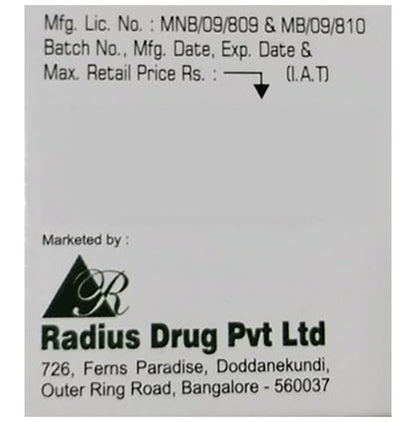 Mfg. Lic. No. : MNB/09/809 & MB/09/810
Batch No., Mfg. Date, Exp. Date &
Max. Retail Price Rs. : (I.A.T)
Marketed by :
R
Radius Drug Pvt Ltd
726, Ferns Paradise, Doddanekundi,
Outer Ring Road, Bangalore - 560037